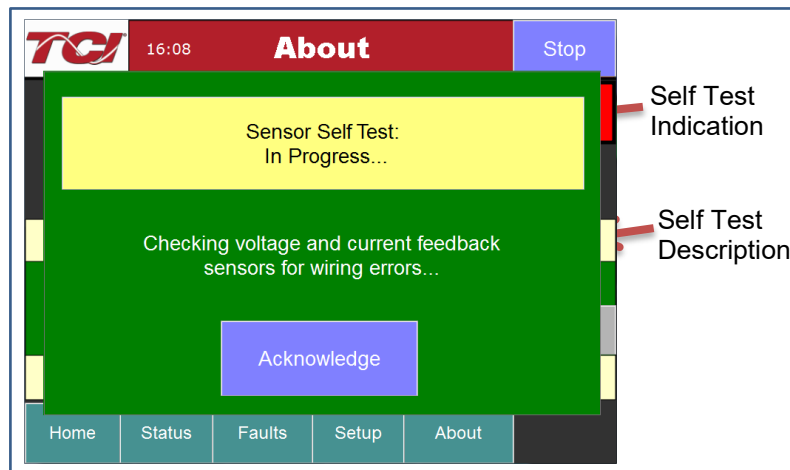 TCI
16:08
About
Stop
Self Test
Indication
Sensor Self Test:
In Progress...
Self Test
Description
Checking voltage and current feedback
sensors for wiring errors...
Acknowledge
Home
Status
Faults
Setup
About